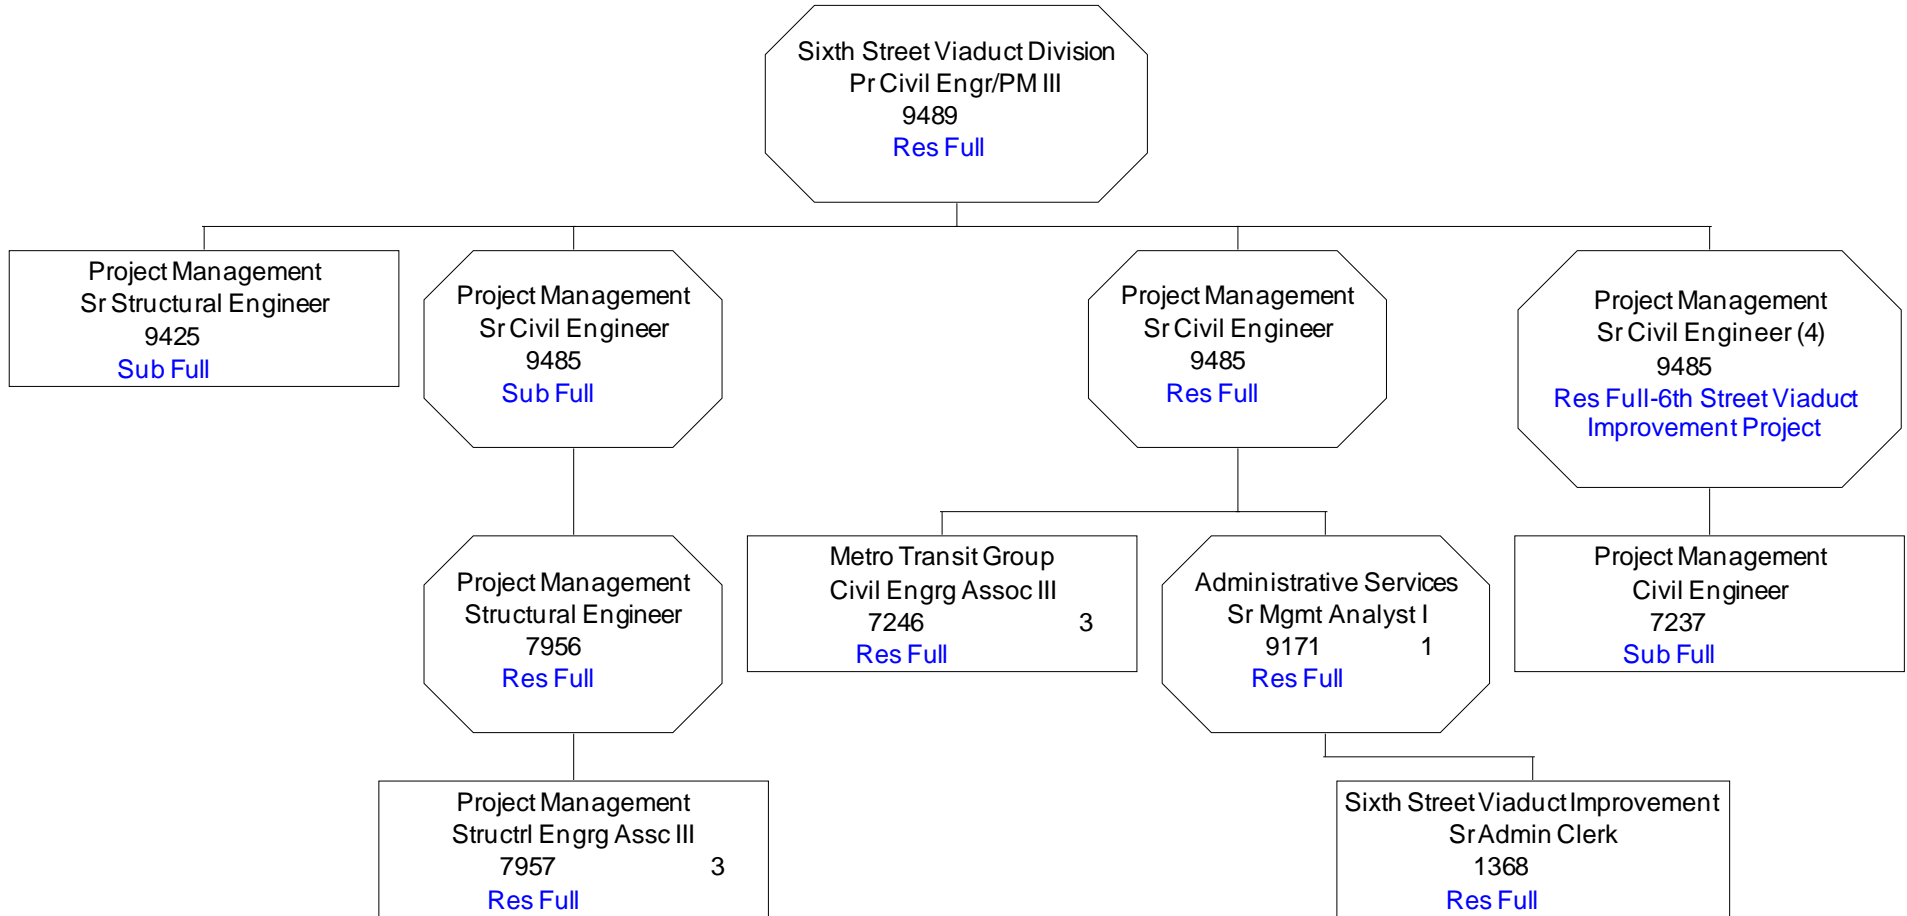 Sixth Street Viaduct Division
Pr Civil Engr/PM III
9489
Res Full
Project Management
Sr Structural Engineer
9425
Sub Full
Project Management
Sr Civil Engineer
9485
Sub Full
Project Management
Sr Civil Engineer
9485
Res Full
Project Management
Sr Civil Engineer (4)
9485
Res Full-6th Street Viaduct
Improvement Project
Project Management
Structural Engineer
7956
Res Full
Metro Transit Group
Civil Engrg Assoc III
7246 3
Res Full
Administrative Services
Sr Mgmt Analyst I
9171 1
Res Full
Project Management
Civil Engineer
7237
Sub Full
Project Management
Structrl Engrg Assc III
7957 3
Res Full
Sixth Street Viaduct Improvement
Sr Admin Clerk
1368
Res Full